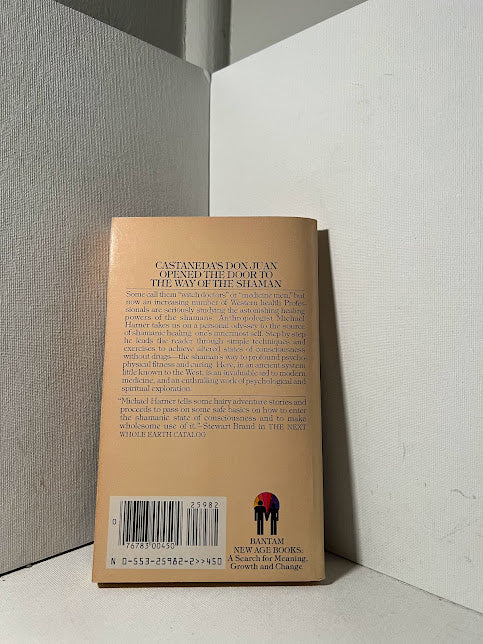 CASTANEDA'S DON JUAN
OPENED THE DOOR TO
THE WAY OF THE SHAMAN
Some call them "witch doctors" or "medicine men," but
now an increasing number of Western health Profes-
sionals are seriously studying the astonishing healing
powers of the shamans. Anthropologist Michael
Harner takes us on a personal odyssey to the source
of shamanic healing: one's innermost self. Step by step
he leads the reader through simple techniques and
exercises to achieve altered states of consciousness
without drugs—the shaman's way to profound psycho-
physical fitness and curing. Here, in an ancient system
little known to the West, is an invaluable aid to modern
medicine, and an enthralling work of psychological and
spiritual exploration.
"Michael Harner tells some hairy adventure stories and
proceeds to pass on some safe basics on how to enter
the shamanic state of consciousness and to make
wholesome use of it."-Stewart Brand in THE NEXT
WHOLE EARTH CATALOG
25982
0
76783 00450
N 0-553-25982-2>>450
BANTAM
NEW AGE BOOKS:
A Search for Meaning,
Growth and Change